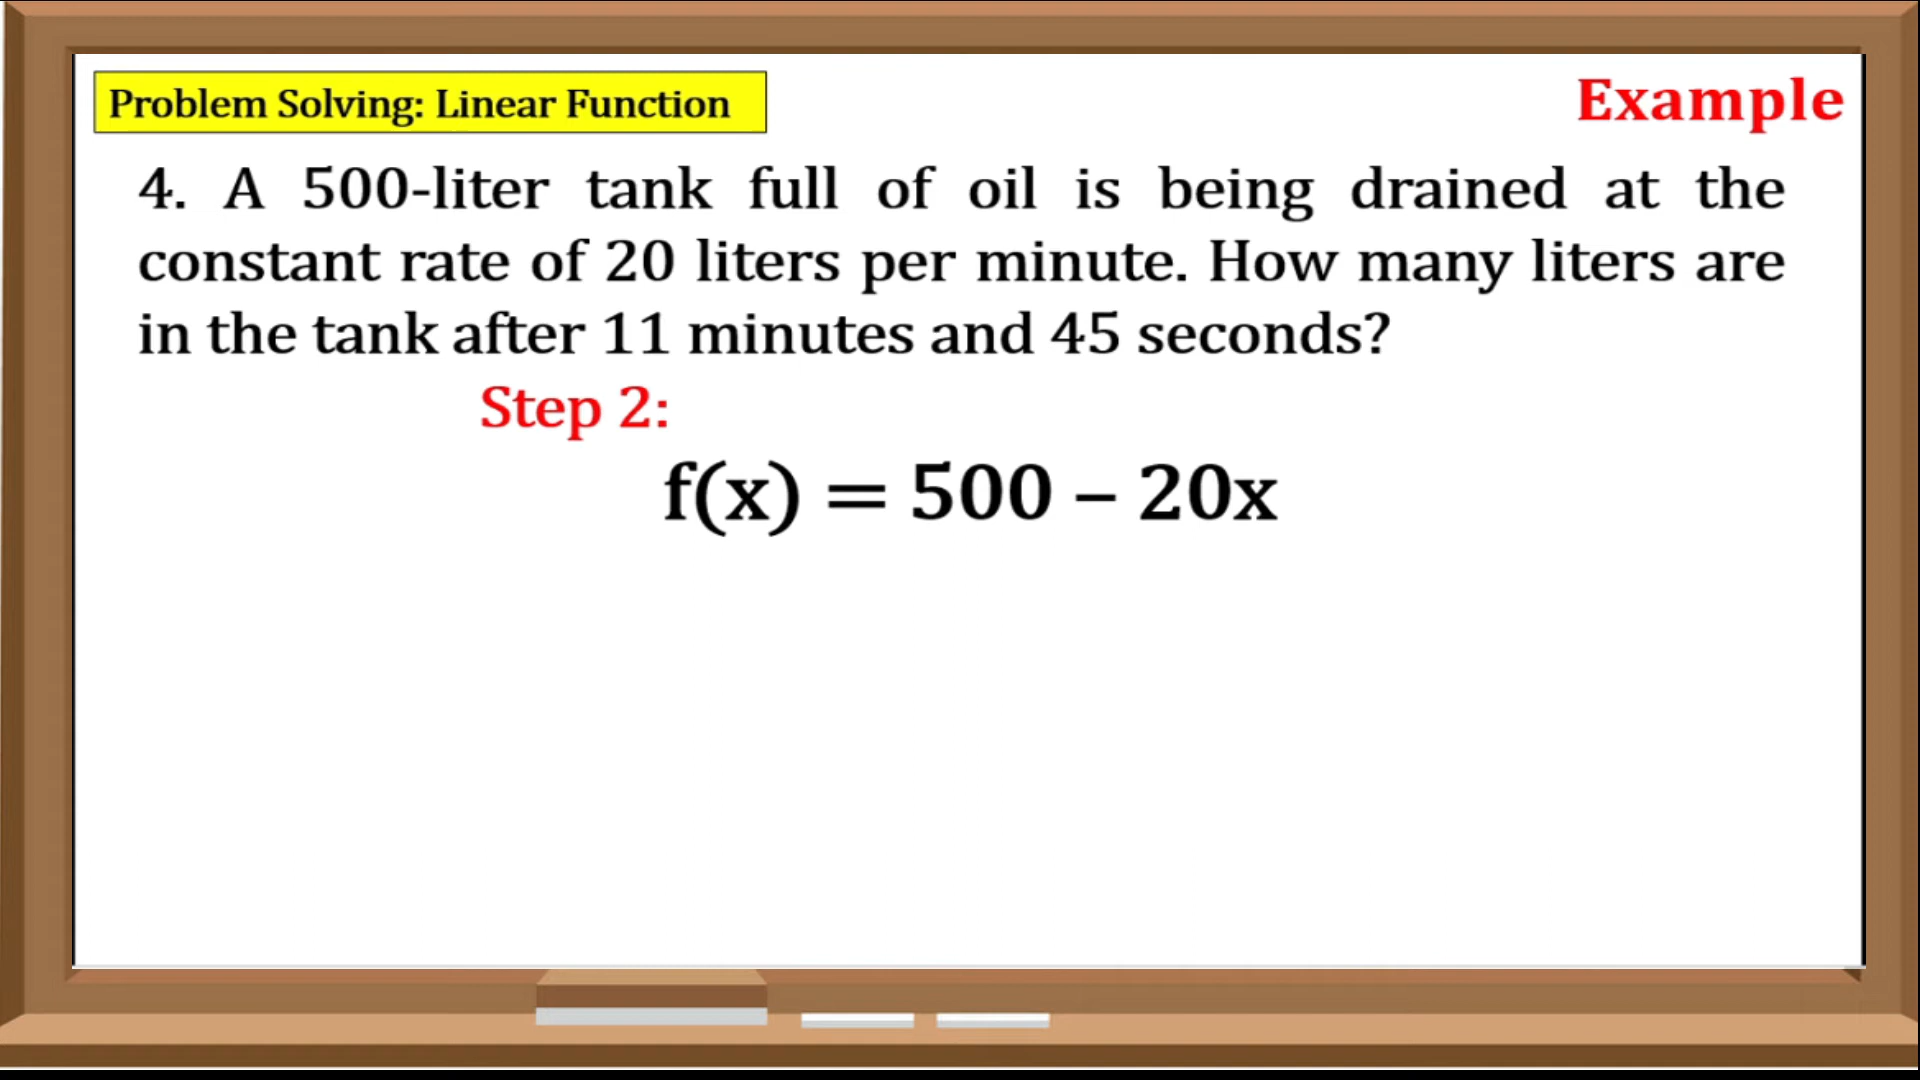 Problem Solving: Linear Function
Example
4. A 500-liter tank full of oil is being drained at the
constant rate of 20 liters per minute. How many liters are
in the tank after 11 minutes and 45 seconds?
Step 2:
f(x) = 500 – 20x